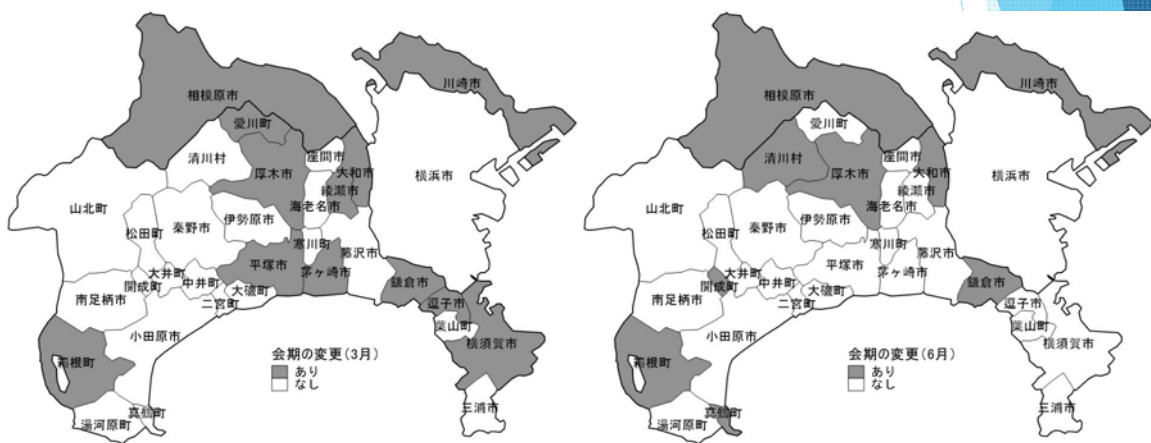 川崎市
相模原市
愛川町
清川村
座間市
厚木市
大和市
綾瀬市
横浜市
海老名市
山北町
伊勢原市
秦野市
松田町
寒川町
藤沢市
平塚市
茅ヶ崎市
大井町
開成町
中井町
鎌倉市
南足柄市
大磯町
二宮町
逗子市
葉山町
小田原市
横須賀市
箱根町
会期の変更(3月)
あり
なし
真鶴町
三浦市
湯河原町
川崎市
相模原市
愛川町
清川村
座間市
厚木市
大和市
綾瀬市
横浜市
海老名市
山北町
伊勢原市
秦野市
松田町
寒川町
藤沢市
平塚市
茅ヶ崎市
大井町
開成町
中井町
鎌倉市
南足柄市
大磯町
二宮町
逗子市
葉山町
小田原市
横須賀市
箱根町
会期の変更(6月)
あり
なし
真鶴町
三浦市
湯河原町